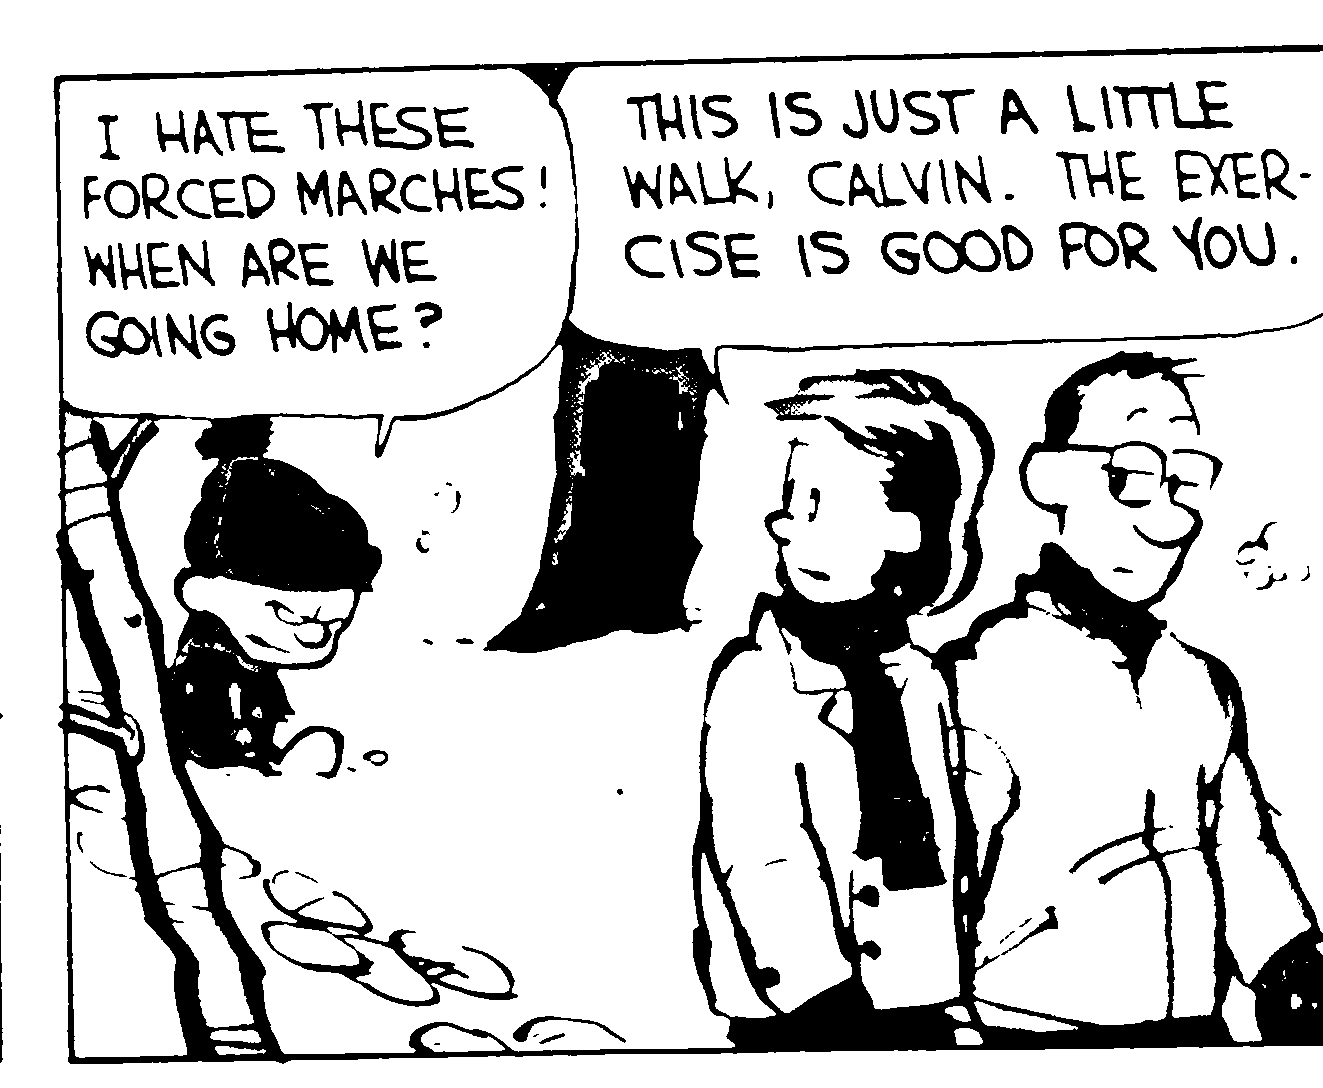 I HATE THESE
FORCED MARCHES!
WHEN ARE WE
GOING HOME?
THIS IS JUST A LITTLE
WALK, CALVIN. THE EXER-
CISE IS GOOD FOR YOU.